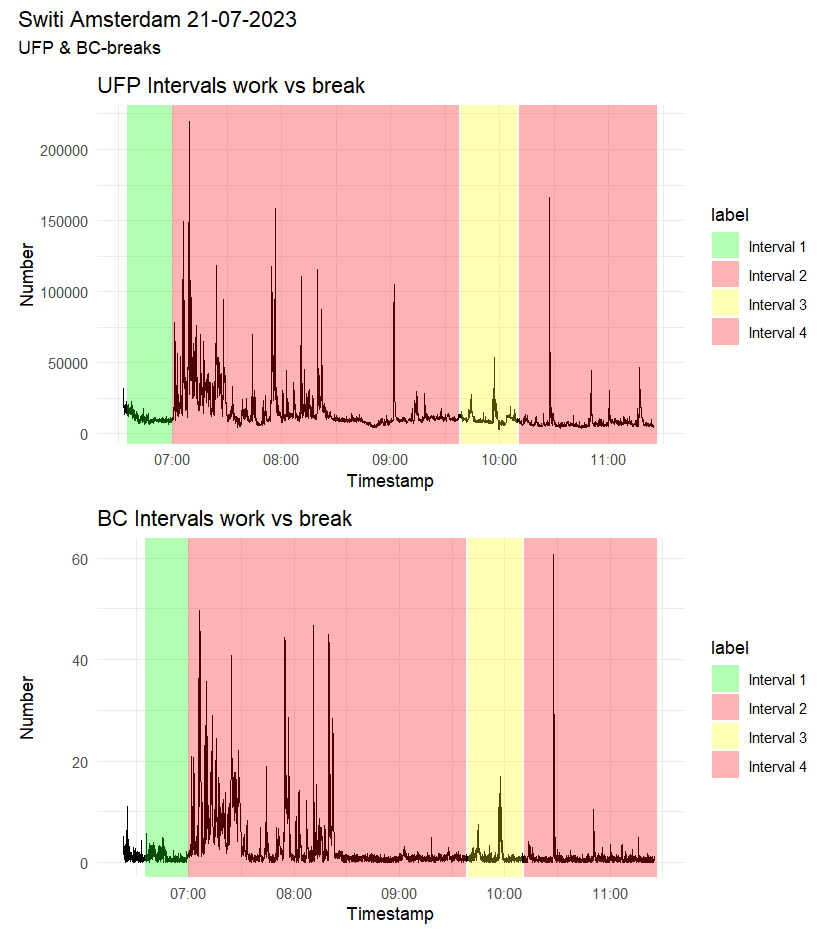 Switi Amsterdam 21-07-2023
UFP & BC-breaks
UFP Intervals work vs break
200000
150000
100000
50000
0
Number
07:00 08:00 09:00 10:00 11:00
Timestamp
label
Interval 1
Interval 2
Interval 3
Interval 4
BC Intervals work vs break
60
40
20
0
Number
07:00 08:00 09:00 10:00 11:00
Timestamp
label
Interval 1
Interval 2
Interval 3
Interval 4